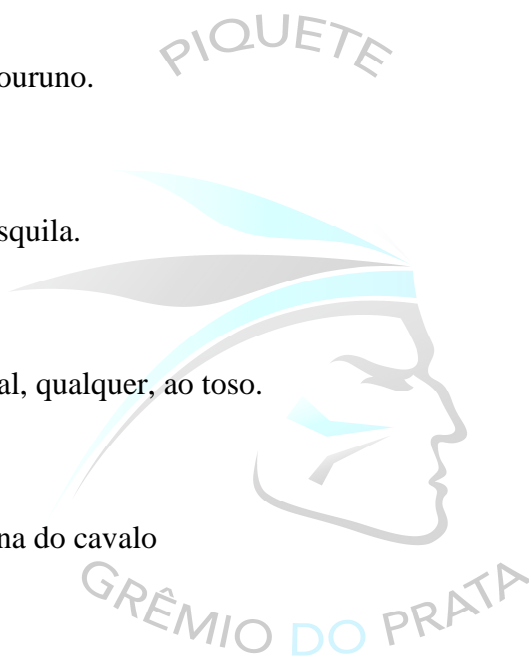 PIQUETE
ouruno.
squila.
al, qualquer, ao toso.
na do cavalo
GRÊMIO DO PRATA